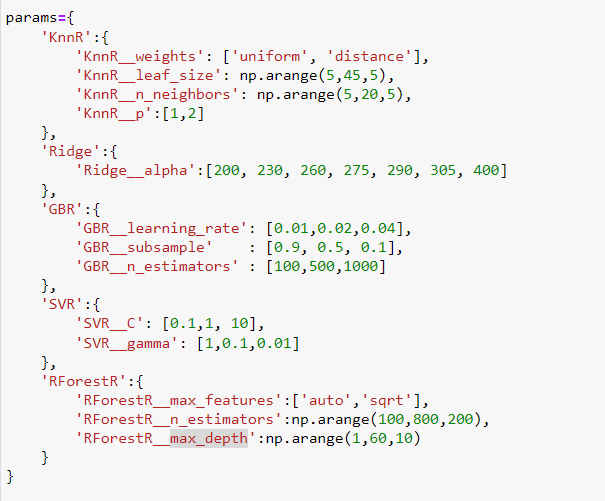 params={
    'KnnR':{
        'KnnR__weights': ['uniform', 'distance'],
        'KnnR__leaf_size': np.arange(5,45,5),
        'KnnR__n_neighbors': np.arange(5,20,5),
        'KnnR__p':[1,2]
    },
    'Ridge':{
        'Ridge__alpha':[200, 230, 260, 275, 290, 305, 400]
    },
    'GBR':{
        'GBR__learning_rate': [0.01,0.02,0.04],
        'GBR__subsample'    : [0.9, 0.5, 0.1],
        'GBR__n_estimators' : [100,500,1000]
    },
    'SVR':{
        'SVR__C': [0.1,1, 10],
        'SVR__gamma': [1,0.1,0.01]
    },
    'RForestR':{
        'RForestR__max_features':['auto','sqrt'],
        'RForestR__n_estimators':np.arange(100,800,200),
        'RForestR__max_depth':np.arange(1,60,10)
    }
}